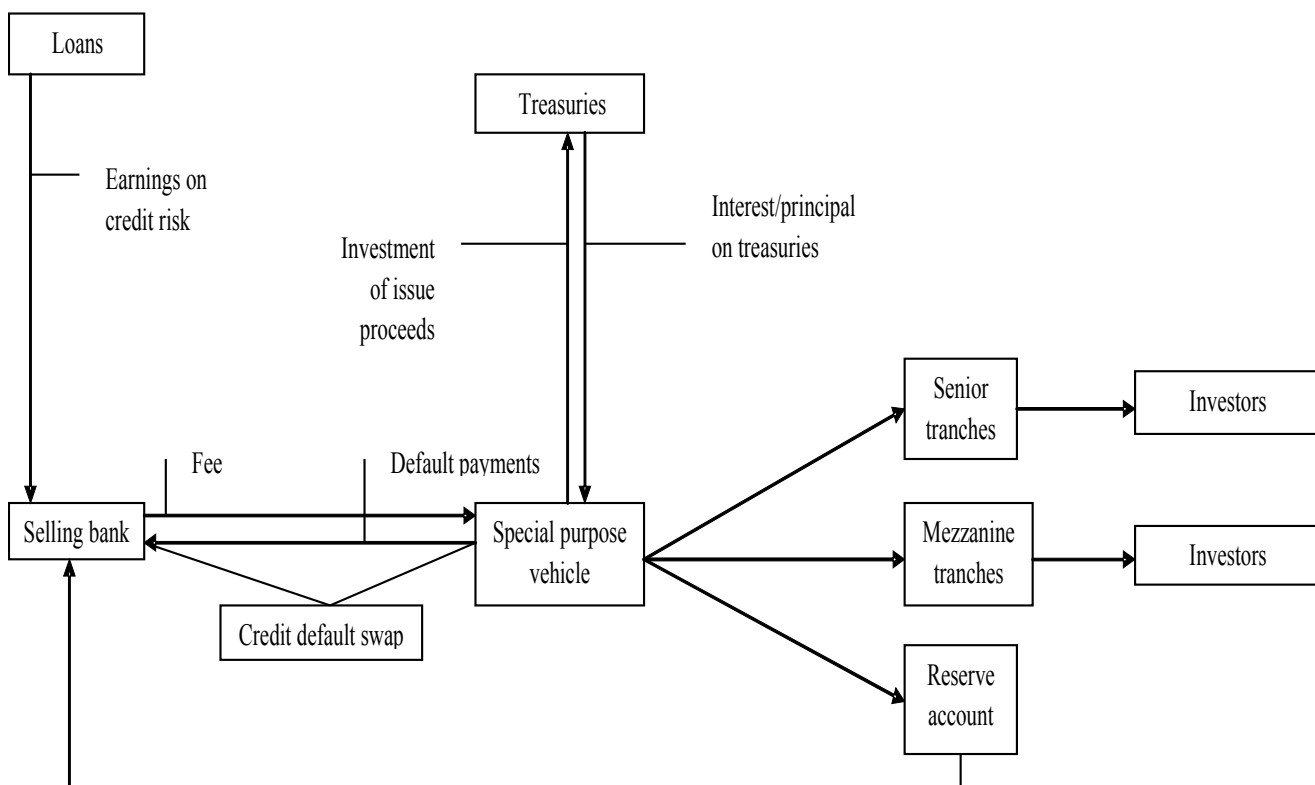 Loans
Treasuries
Earnings on
credit risk
Interest/principal
on treasuries
Investment
of issue
proceeds
Senior
tranches
Investors
Fee
Default payments
Selling bank
Special purpose
vehicle
Mezzanine
tranches
Investors
Credit default swap
Reserve
account